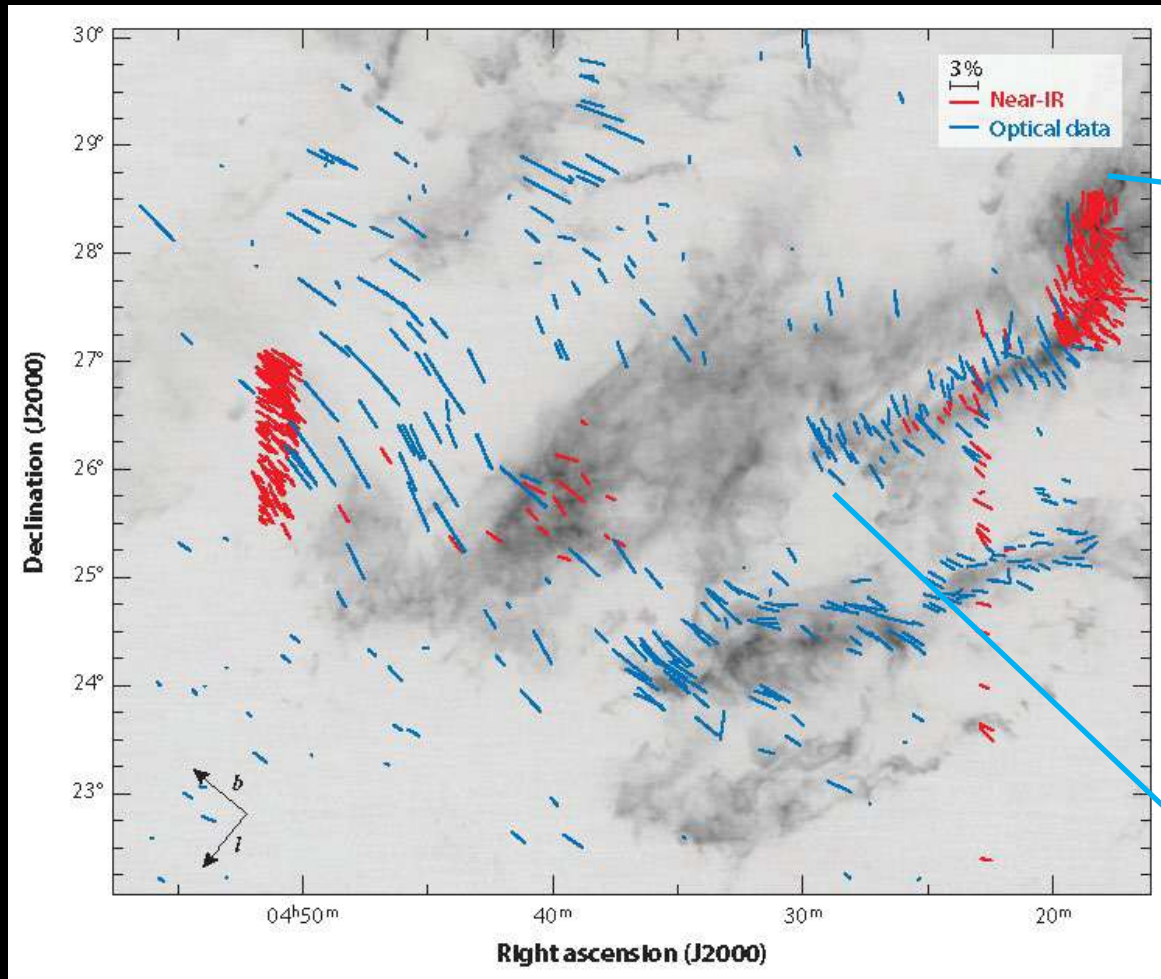 30°
29°
28°
27°
26°
25°
24°
23°
Declination (J2000)
3%
Near-IR
Optical data
b
l
04h50m
40m
30m
20m
Right ascension (J2000)